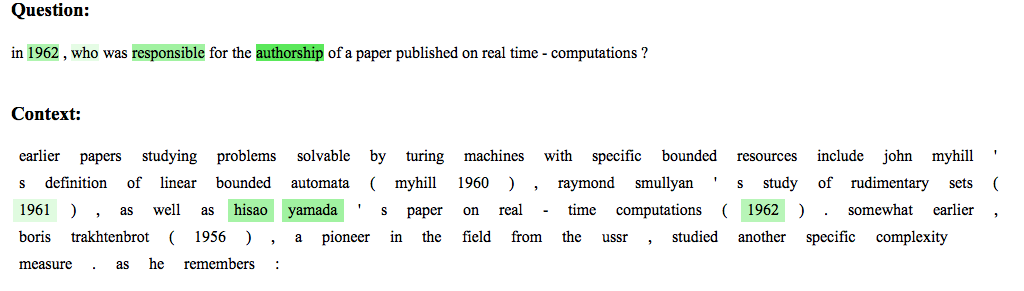 Question:
in 1962 , who was responsible for the authorship of a paper published on real time - computations ?
Context:
earlier papers studying problems solvable by turing machines with specific bounded resources include john myhill '
s definition of linear bounded automata ( myhill 1960 ) , raymond smullyan ' s study of rudimentary sets (
1961 ) , as well as hisao yamada ' s paper on real - time computations ( 1962 ) . somewhat earlier ,
boris trakhtenbrot ( 1956 ) , a pioneer in the field from the ussr , studied another specific complexity
measure . as he remembers :